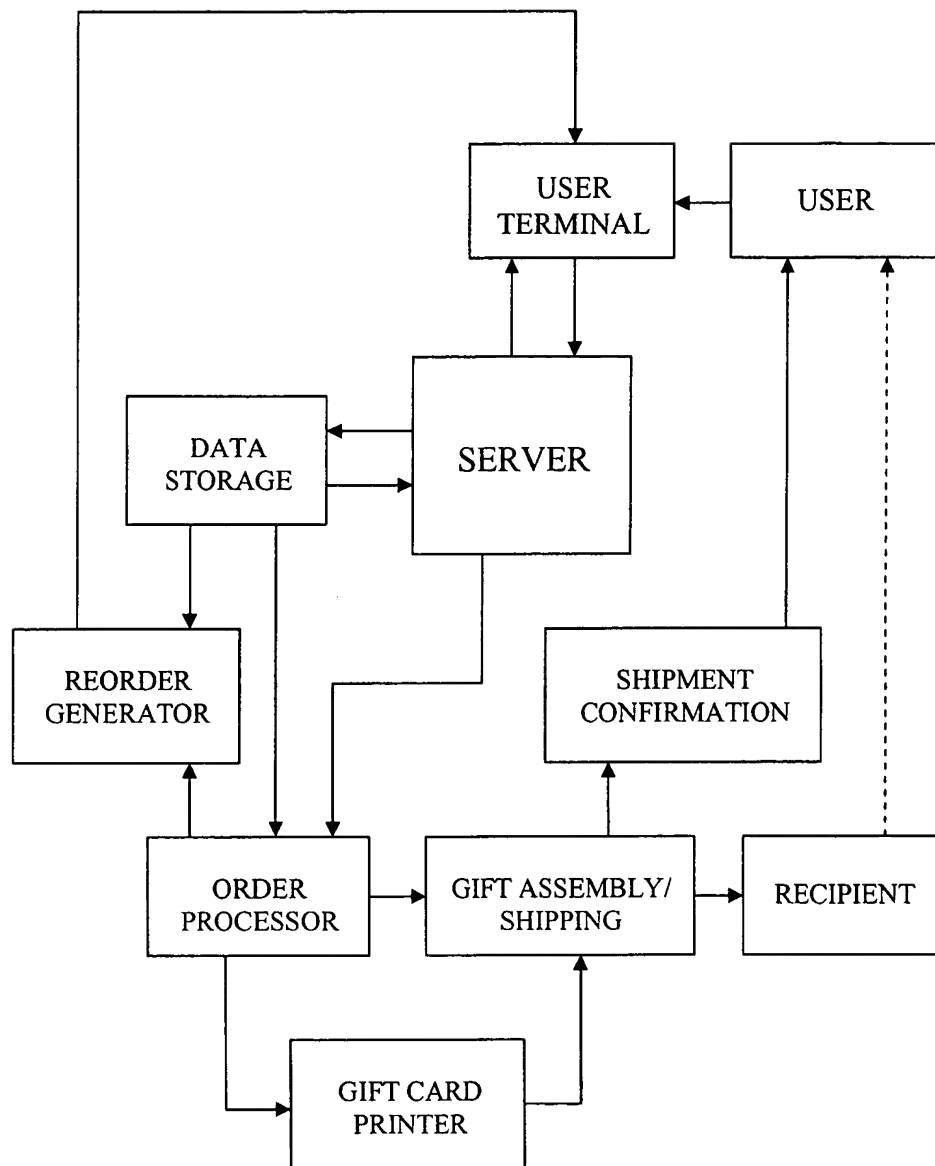 USER
TERMINAL
USER
SERVER
DATA
STORAGE
REORDER
GENERATOR
SHIPMENT
CONFIRMATION
ORDER
PROCESSOR
GIFT ASSEMBLY/
SHIPPING
RECIPIENT
GIFT CARD
PRINTER